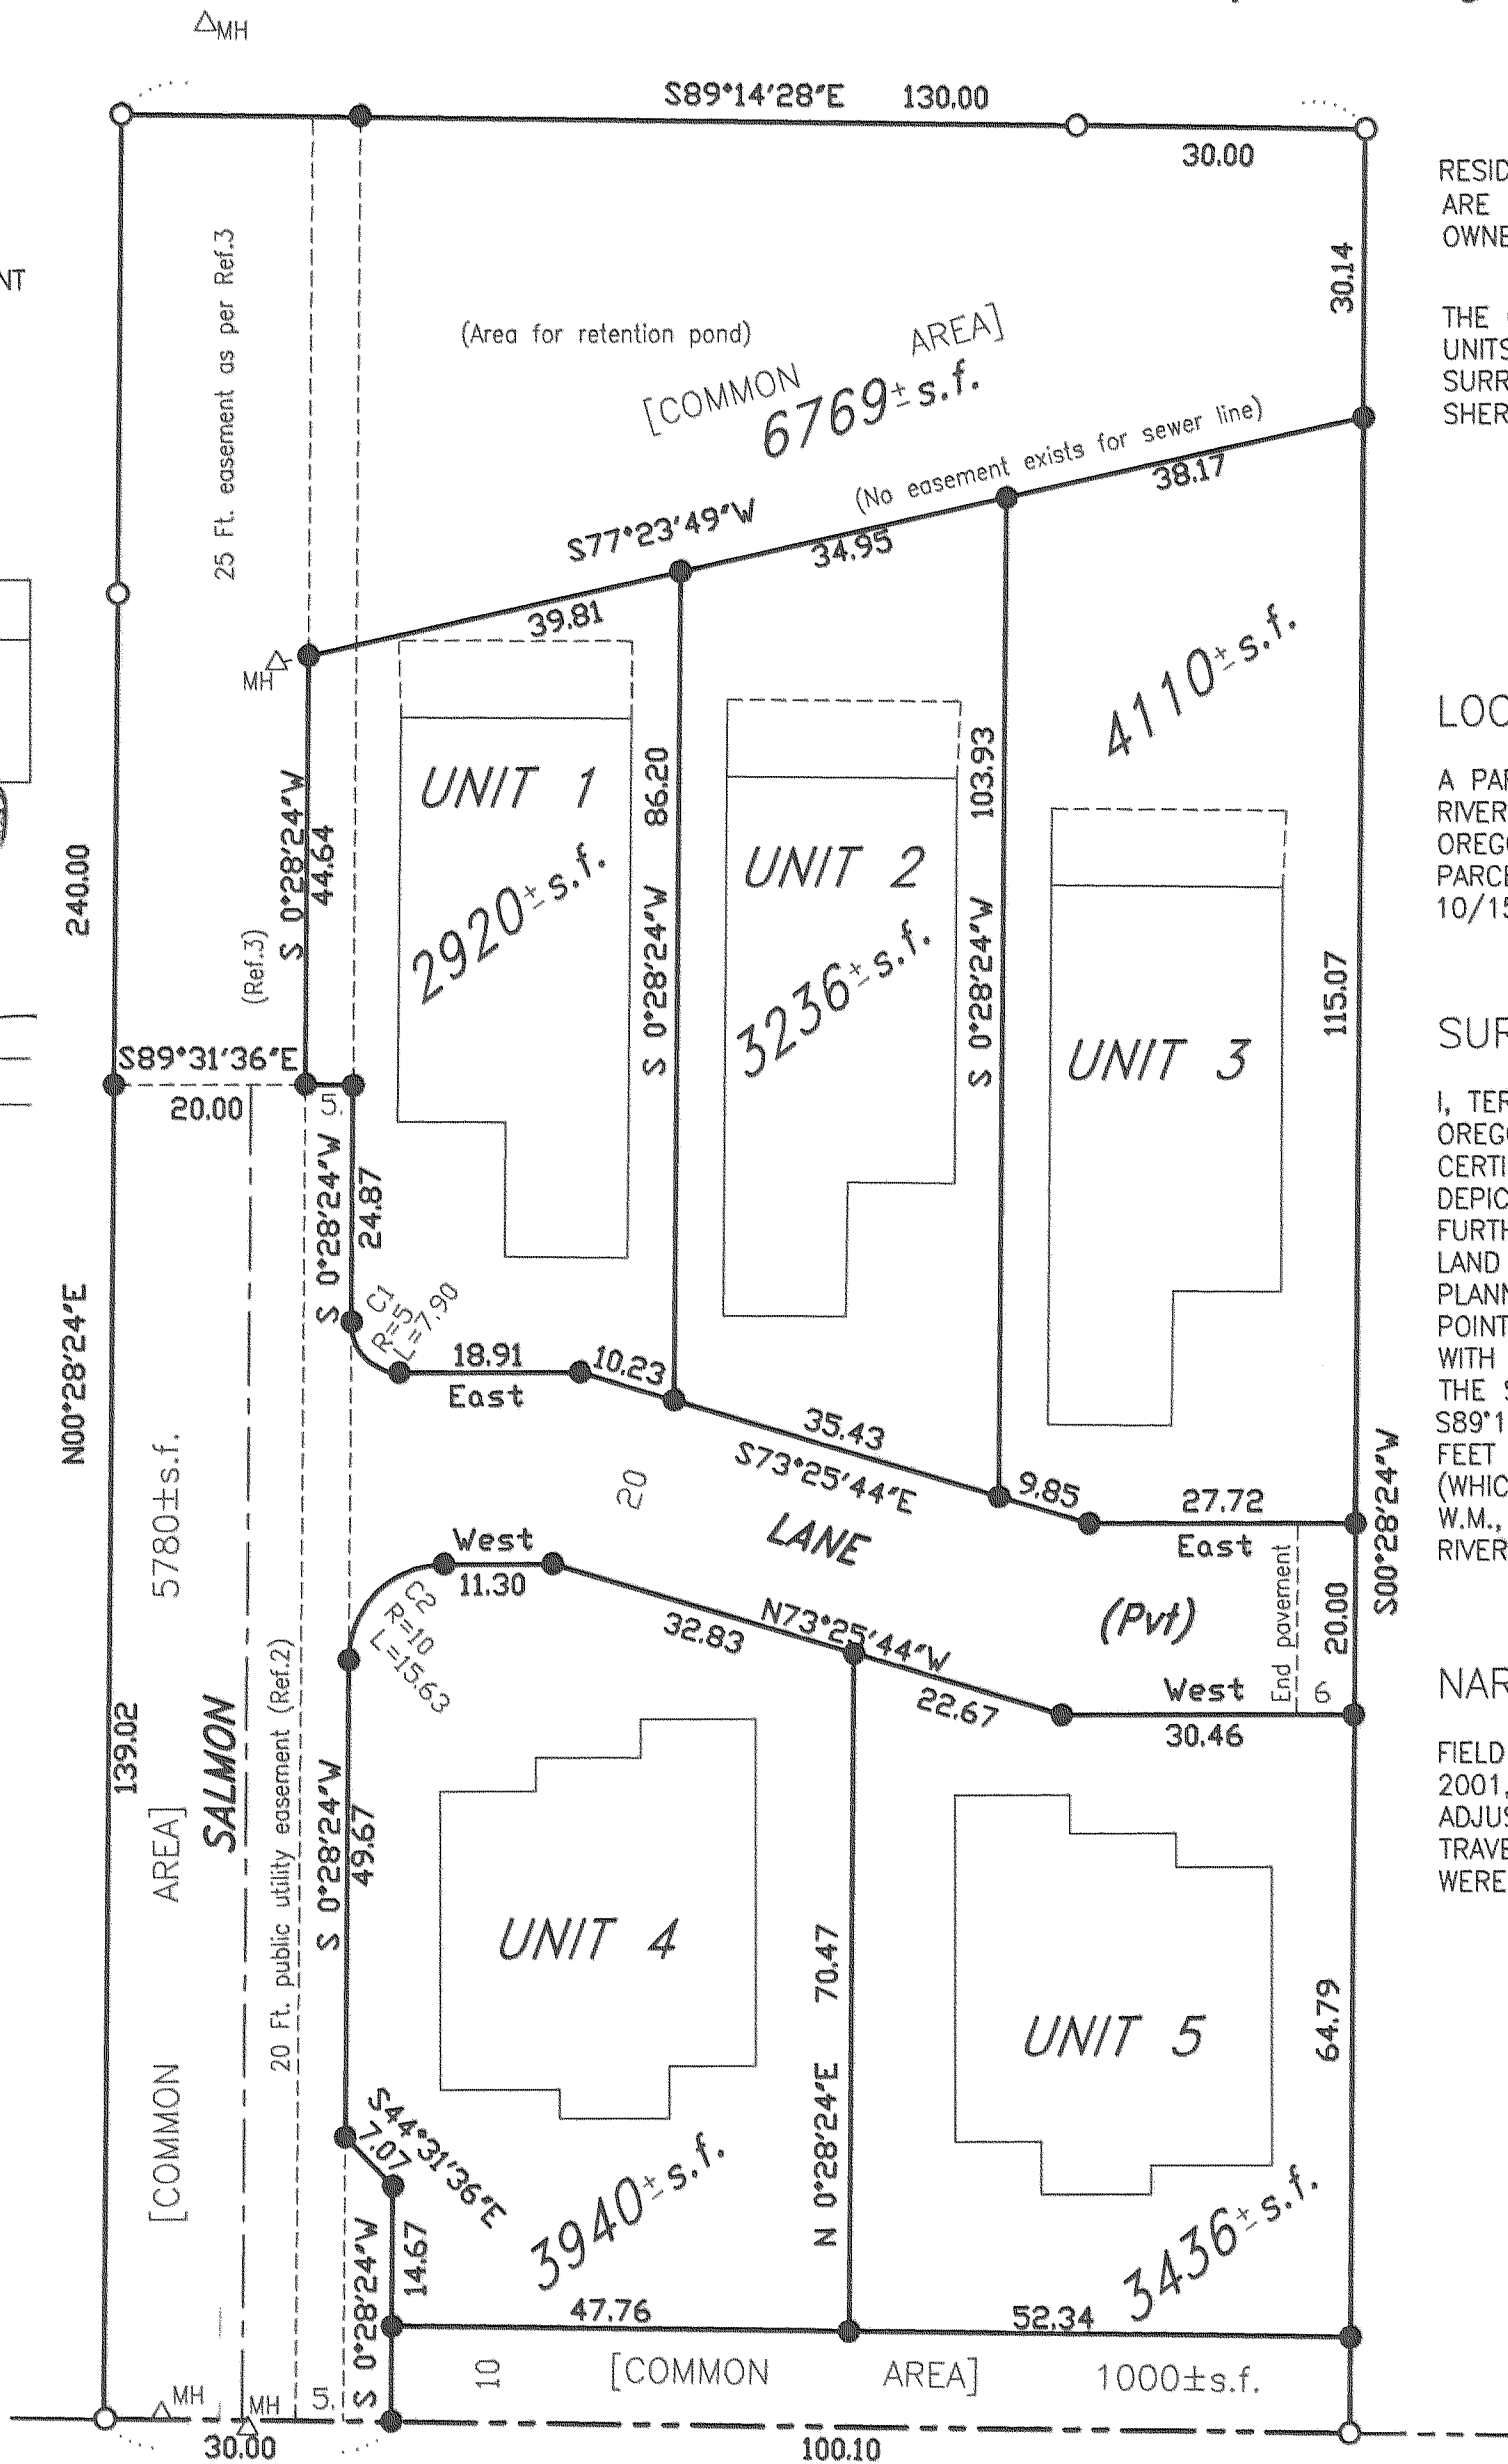 MH
S89°14'28"E 130.00
30.00
NT
25 Ft. easement as per Ref.3
(Area for retention pond)
[COMMON AREA]
6769± s.f.
30.14
(No easement exists for sewer line)
S77°23'49"W
39.81
34.95
38.17
MH
240.00
S 0°28'24"W
44.64
(Ref.3)
UNIT 1
2920± s.f.
S 0°28'24"W 86.20
UNIT 2
3236± s.f.
S 0°28'24"W 103.93
4110± s.f.
UNIT 3
115.07
S89°31'36"E
20.00
5.
S 0°28'24"W
24.87
C1
R=5
L=7.90
18.91
East
10.23
35.43
S73°25'44"E
9.85
27.72
East
N00°28'24"E
S00°28'24"W
20
LANE
(Pvt)
End pavement
20.00
6
West
11.30
C2
R=10
L=15.63
32.83
N73°25'44"W
22.67
West
30.46
139.02
5780±s.f.
[COMMON AREA]
SALMON
20 Ft. public utility easement (Ref.2)
S 0°28'24"W
49.67
UNIT 4
3940± s.f.
N 0°28'24"E 70.47
UNIT 5
3436± s.f.
64.79
S44°31'36"E
7.07
S 0°28'24"W
14.67
47.76
52.34
10
[COMMON AREA] 1000±s.f.
5.
MH
MH
30.00
100.10
RESID
ARE
OWNE
THE
UNITS
SURR
SHER
LOC
A PAR
RIVER
OREG
PARCE
10/15
SUR
I, TER
OREG
CERTI
DEPIC
FURTH
LAND
PLANN
POINT
WITH
THE S
S89°1
FEET
(WHIC
W.M.,
RIVER
NAR
FIELD
2001,
ADJUS
TRAVE
WERE